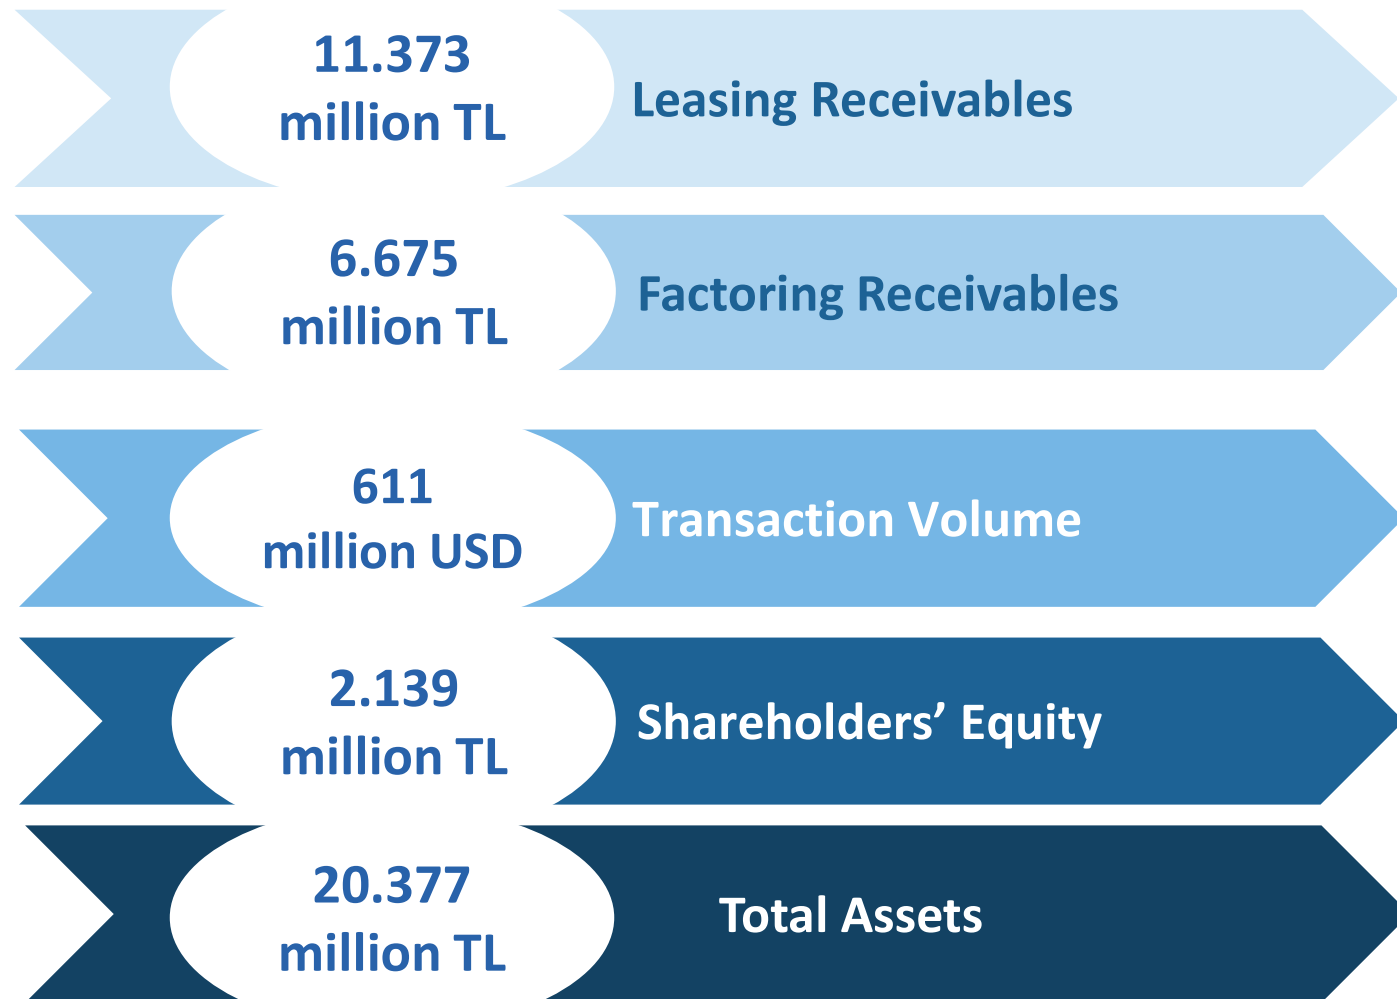 11.373
million TL
Leasing Receivables
6.675
million TL
Factoring Receivables
611
million USD
Transaction Volume
2.139
million TL
Shareholders’ Equity
20.377
million TL
Total Assets